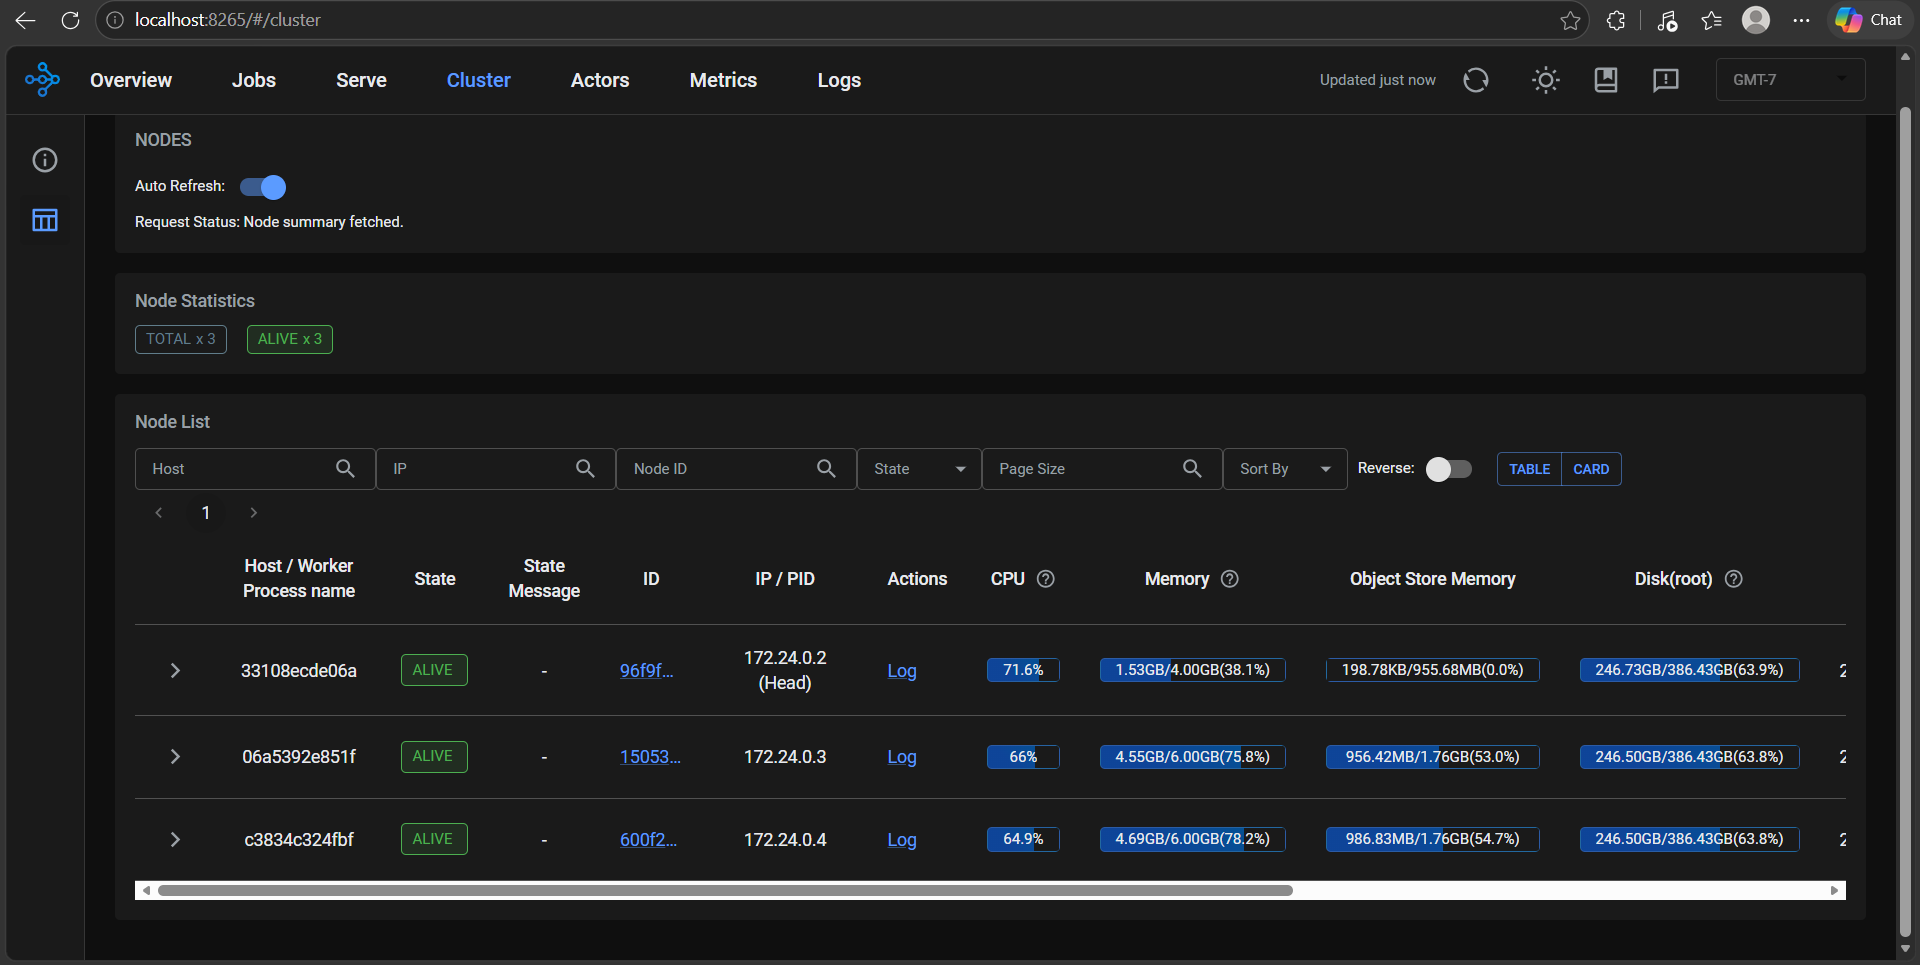 localhost:8265/#/cluster
Chat
Overview Jobs Serve Cluster Actors Metrics Logs Updated just now GMT-7
NODES
Auto Refresh:
Request Status: Node summary fetched.
Node Statistics
TOTAL x 3 ALIVE x 3
Node List
Host IP Node ID State Page Size Sort By Reverse: TABLE CARD
1
Host / Worker Process name State State Message ID IP / PID Actions CPU Memory Object Store Memory Disk(root)
33108ecde06a ALIVE - 96f9f... 172.24.0.2 (Head) Log 71.6% 1.53GB/4.00GB(38.1%) 198.78KB/955.68MB(0.0%) 246.73GB/386.43GB(63.9%) 2
06a5392e851f ALIVE - 15053... 172.24.0.3 Log 66% 4.55GB/6.00GB(75.8%) 956.42MB/1.76GB(53.0%) 246.50GB/386.43GB(63.8%) 2
c3834c324fbf ALIVE - 600f2... 172.24.0.4 Log 64.9% 4.69GB/6.00GB(78.2%) 986.83MB/1.76GB(54.7%) 246.50GB/386.43GB(63.8%) 2